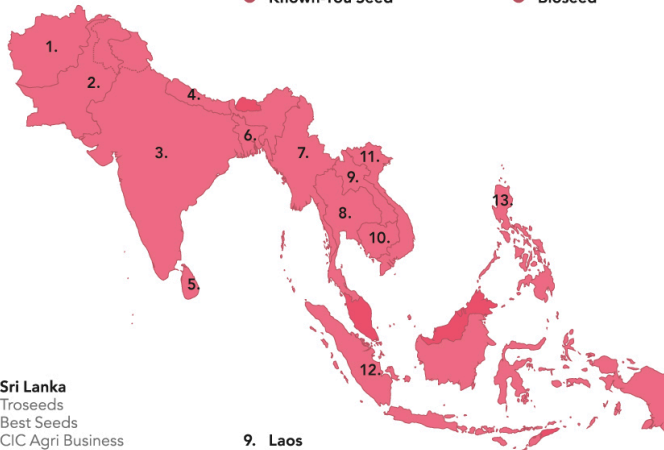 Known-You Seed
Bioseed
1.
2.
3.
4.
5.
6.
7.
8.
9.
10.
11.
12.
13.
Sri Lanka
Troseeds
Best Seeds
CIC Agri Business
9. Laos